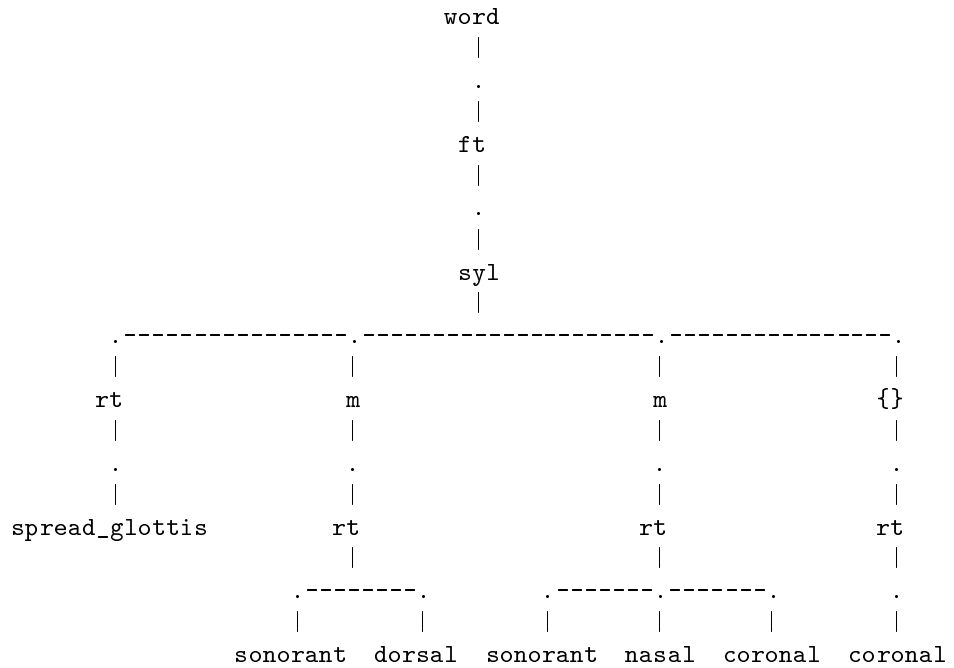 word
ft
syl
rt m m {}
spread_glottis rt rt rt
sonorant dorsal sonorant nasal coronal coronal